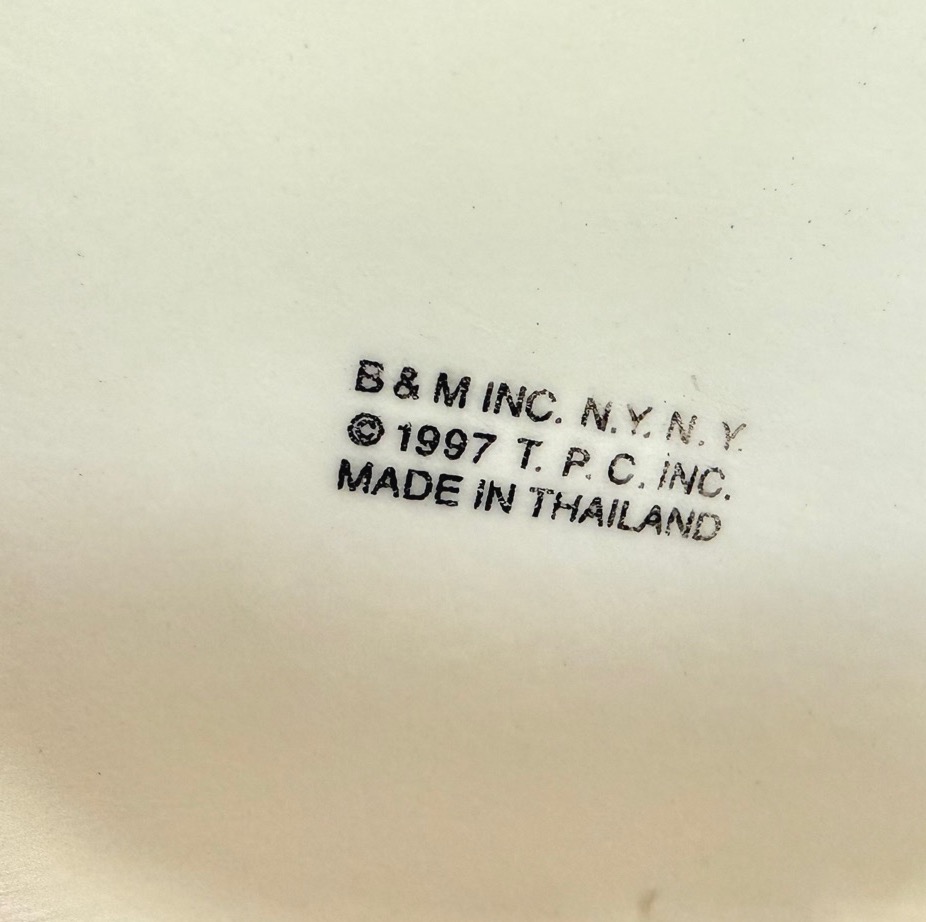 B & M INC. N.Y. N.Y.
© 1997 T. P. C. INC.
MADE IN THAILAND